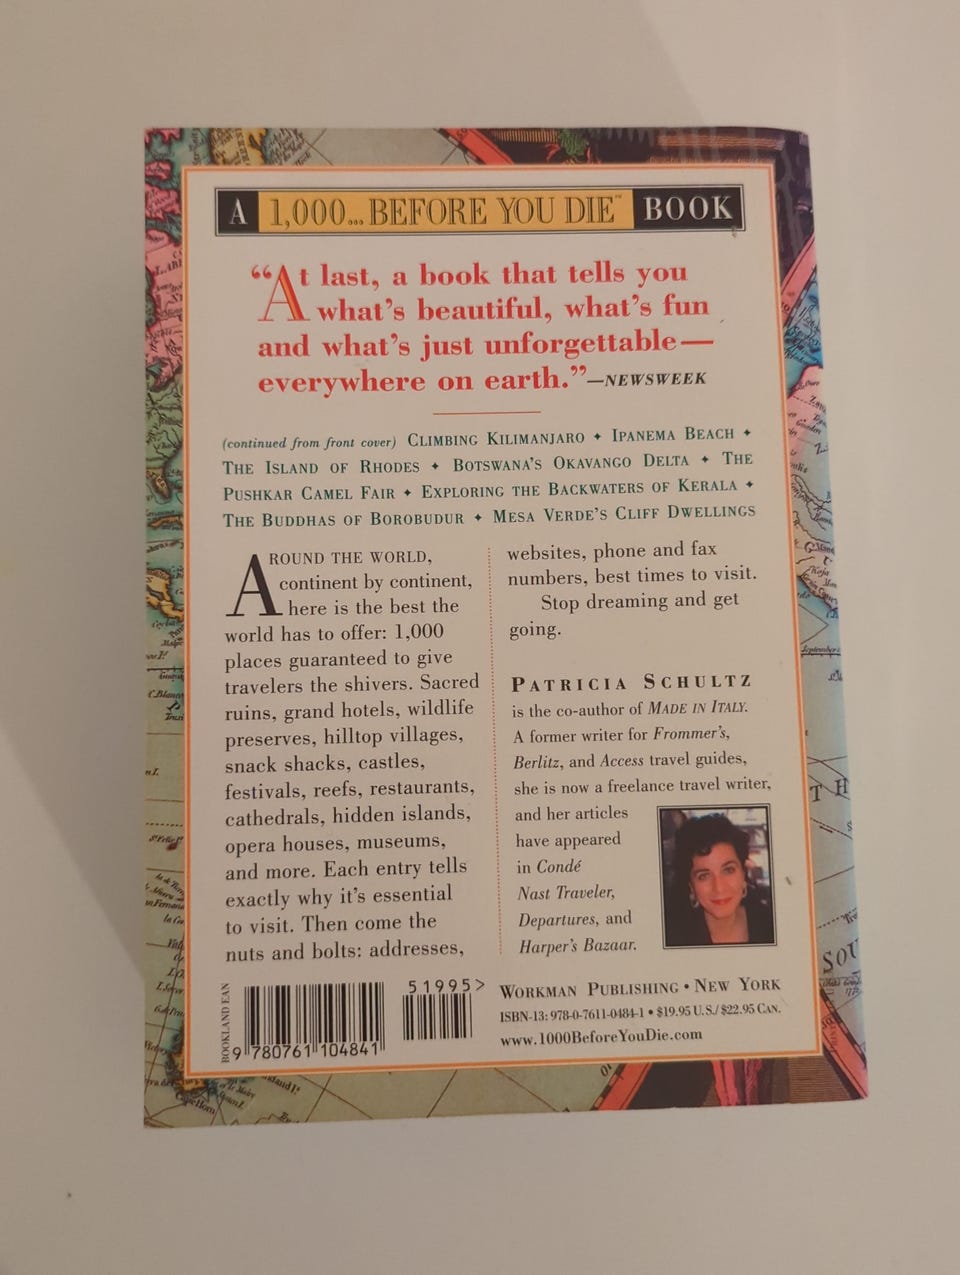 A 1,000... BEFORE YOU DIE™ BOOK
“At last, a book that tells you
what’s beautiful, what’s fun
and what’s just unforgettable—
everywhere on earth.”—NEWSWEEK
(continued from front cover) CLIMBING KILIMANJARO ✦ IPANEMA BEACH ✦
THE ISLAND OF RHODES ✦ BOTSWANA’S OKAVANGO DELTA ✦ THE
PUSHKAR CAMEL FAIR ✦ EXPLORING THE BACKWATERS OF KERALA ✦
THE BUDDHAS OF BOROBUDUR ✦ MESA VERDE’S CLIFF DWELLINGS
AROUND THE WORLD,
continent by continent,
here is the best the
world has to offer: 1,000
places guaranteed to give
travelers the shivers. Sacred
ruins, grand hotels, wildlife
preserves, hilltop villages,
snack shacks, castles,
festivals, reefs, restaurants,
cathedrals, hidden islands,
opera houses, museums,
and more. Each entry tells
exactly why it’s essential
to visit. Then come the
nuts and bolts: addresses,
websites, phone and fax
numbers, best times to visit.
Stop dreaming and get
going.
PATRICIA SCHULTZ
is the co-author of MADE IN ITALY.
A former writer for Frommer’s,
Berlitz, and Access travel guides,
she is now a freelance travel writer,
and her articles
have appeared
in Condé
Nast Traveler,
Departures, and
Harper’s Bazaar.
BOOKLAND EAN
9 780761 104841
51995>
WORKMAN PUBLISHING • NEW YORK
ISBN-13: 978-0-7611-0484-1 • $19.95 U.S./ $22.95 CAN.
www.1000BeforeYouDie.com
T H
SOU
Cape Horn